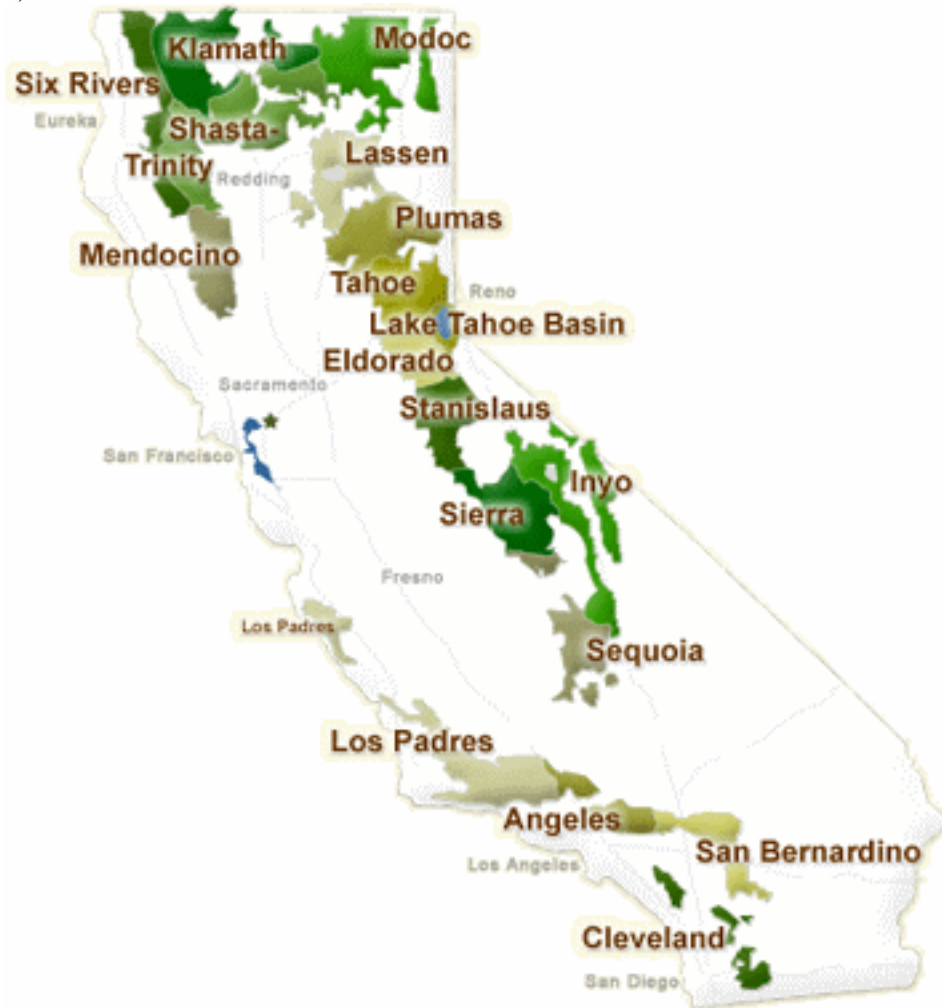 Klamath
Modoc
Six Rivers
Eureka
Shasta-
Trinity
Redding
Lassen
Plumas
Mendocino
Tahoe
Reno
Lake Tahoe Basin
Eldorado
Sacramento
Stanislaus
San Francisco
Inyo
Sierra
Fresno
Los Padres
Sequoia
Los Padres
Angeles
San Bernardino
Los Angeles
Cleveland
San Diego